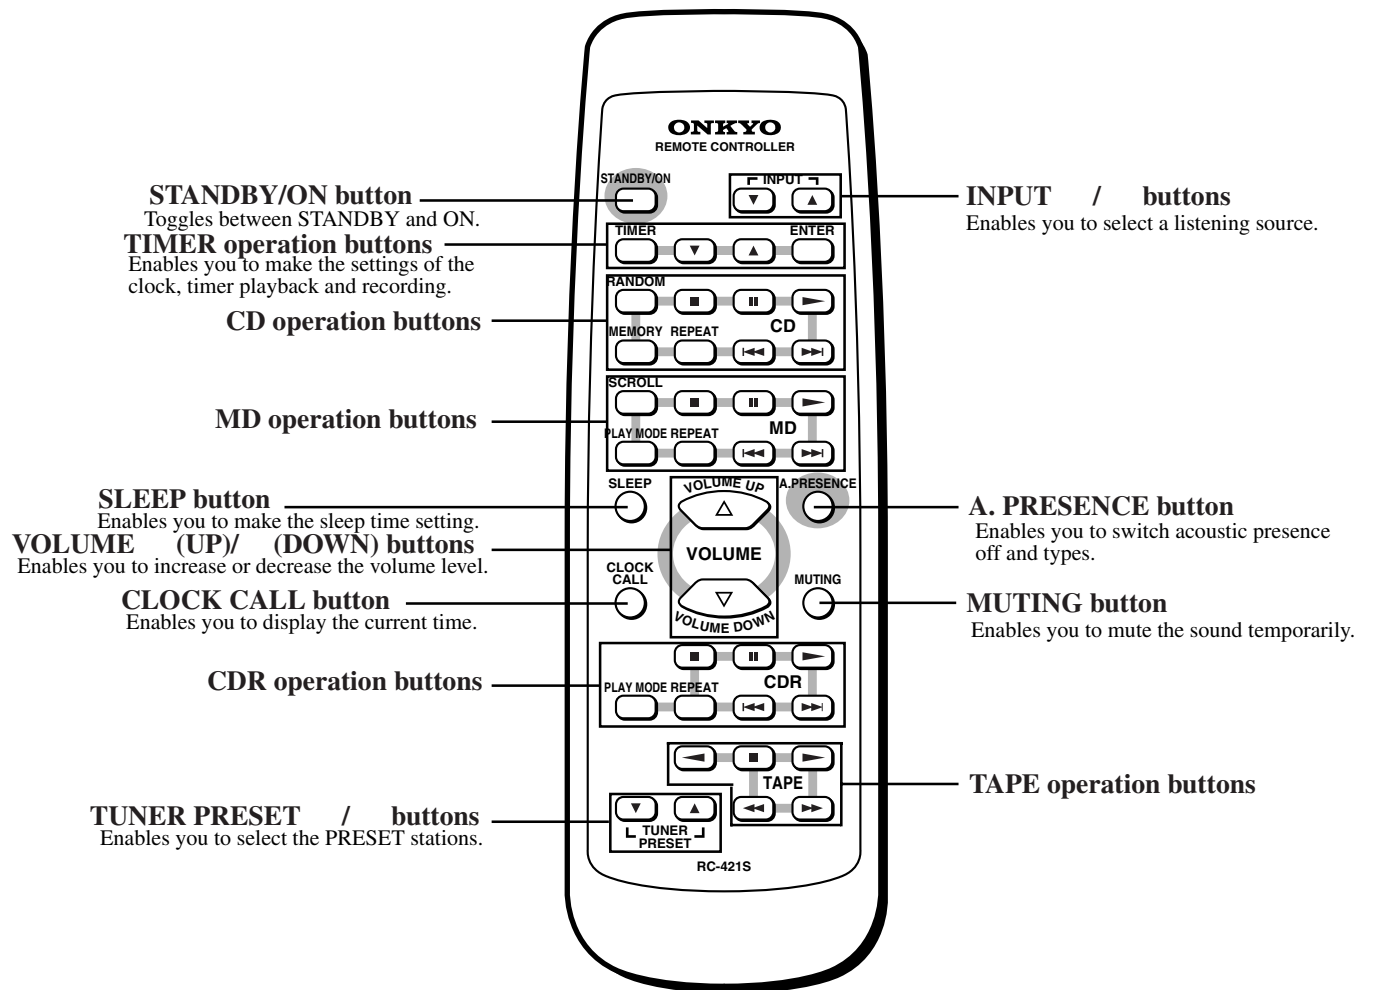 ONKYO
REMOTE CONTROLLER
STANDBY/ON
INPUT
TIMER
ENTER
RANDOM
CD
MEMORY REPEAT
SCROLL
MD
PLAY MODE REPEAT
SLEEP
VOLUME UP
A.PRESENCE
VOLUME
CLOCK
CALL
MUTING
VOLUME DOWN
CDR
PLAY MODE REPEAT
TAPE
TUNER
PRESET
RC-421S
STANDBY/ON button
Toggles between STANDBY and ON.
TIMER operation buttons
Enables you to make the settings of the
clock, timer playback and recording.
CD operation buttons
MD operation buttons
SLEEP button
Enables you to make the sleep time setting.
VOLUME (UP)/ (DOWN) buttons
Enables you to increase or decrease the volume level.
CLOCK CALL button
Enables you to display the current time.
CDR operation buttons
TUNER PRESET / buttons
Enables you to select the PRESET stations.
INPUT / buttons
Enables you to select a listening source.
A. PRESENCE button
Enables you to switch acoustic presence
off and types.
MUTING button
Enables you to mute the sound temporarily.
TAPE operation buttons